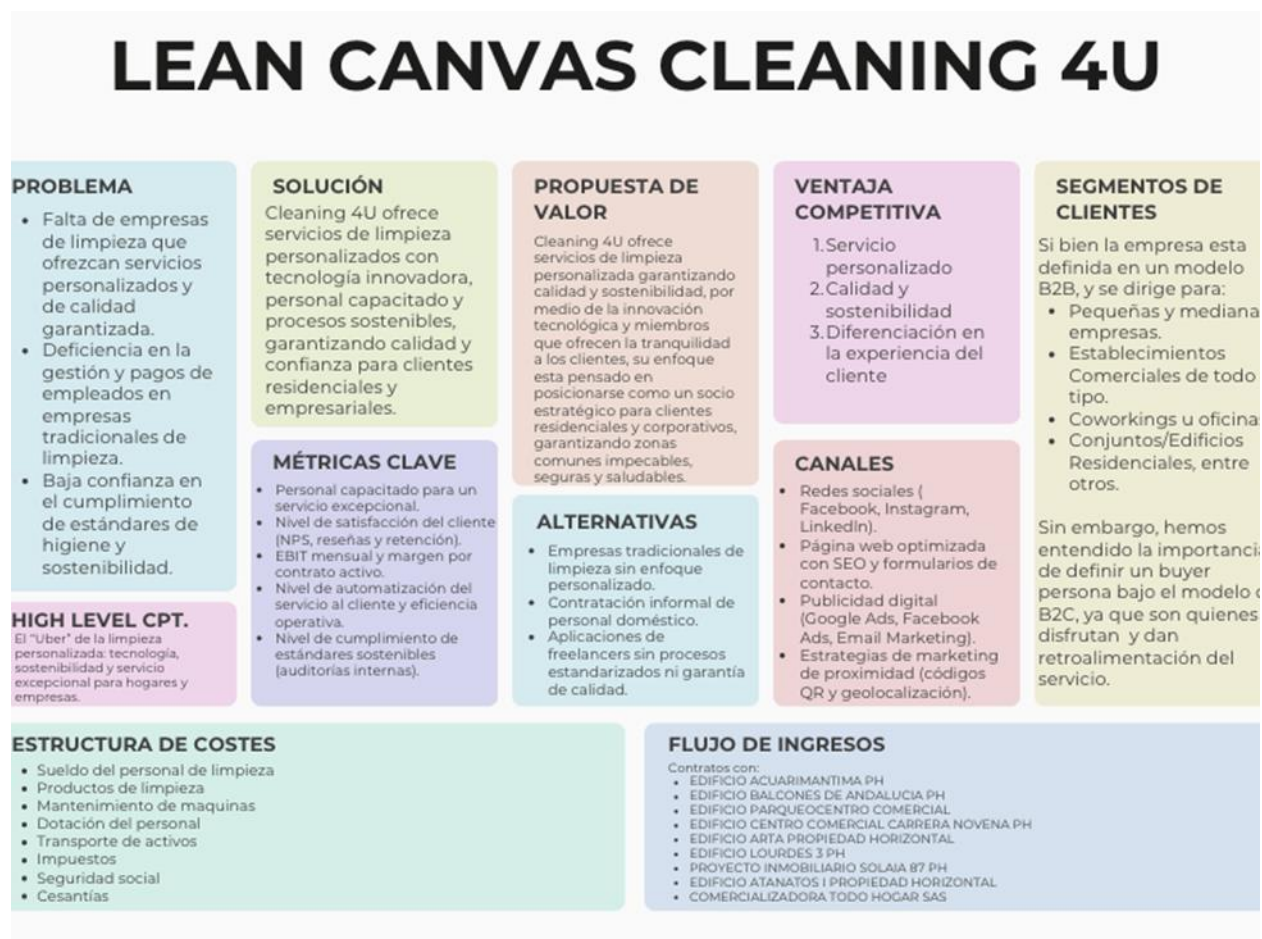 LEAN CANVAS CLEANING 4U
PROBLEMA
• Falta de empresas
de limpieza que
ofrezcan servicios
personalizados y
de calidad
garantizada.
• Deficiencia en la
gestión y pagos de
empleados en
empresas
tradicionales de
limpieza.
• Baja confianza en
el cumplimiento
de estándares de
higiene y
sostenibilidad.
HIGH LEVEL CPT.
El "Uber" de la limpieza
personalizada: tecnología,
sostenibilidad y servicio
excepcional para hogares y
empresas.
SOLUCIÓN
Cleaning 4U ofrece
servicios de limpieza
personalizados con
tecnología innovadora,
personal capacitado y
procesos sostenibles,
garantizando calidad y
confianza para clientes
residenciales y
empresariales.
MÉTRICAS CLAVE
• Personal capacitado para un
servicio excepcional.
• Nivel de satisfacción del cliente
(NPS, reseñas y retención).
• EBIT mensual y margen por
contrato activo.
• Nivel de automatización del
servicio al cliente y eficiencia
operativa.
• Nivel de cumplimiento de
estándares sostenibles
(auditorías internas).
PROPUESTA DE
VALOR
Cleaning 4U ofrece
servicios de limpieza
personalizada garantizando
calidad y sostenibilidad, por
medio de la innovación
tecnológica y miembros
que ofrecen la tranquilidad
a los clientes, su enfoque
esta pensado en
posicionarse como un socio
estratégico para clientes
residenciales y corporativos,
garantizando zonas
comunes impecables,
seguras y saludables.
ALTERNATIVAS
• Empresas tradicionales de
limpieza sin enfoque
personalizado.
• Contratación informal de
personal doméstico.
• Aplicaciones de
freelancers sin procesos
estandarizados ni garantía
de calidad.
VENTAJA
COMPETITIVA
1. Servicio
personalizado
2. Calidad y
sostenibilidad
3. Diferenciación en
la experiencia del
cliente
CANALES
• Redes sociales (
Facebook, Instagram,
LinkedIn).
• Página web optimizada
con SEO y formularios de
contacto.
• Publicidad digital
(Google Ads, Facebook
Ads, Email Marketing).
• Estrategias de marketing
de proximidad (códigos
QR y geolocalización).
SEGMENTOS DE
CLIENTES
Si bien la empresa esta
definida en un modelo
B2B, y se dirige para:
• Pequeñas y mediana
empresas.
• Establecimientos
Comerciales de todo
tipo.
• Coworkings u oficina
• Conjuntos/Edificios
Residenciales, entre
otros.
Sin embargo, hemos
entendido la importancia
de definir un buyer
persona bajo el modelo
B2C, ya que son quienes
disfrutan y dan
retroalimentación del
servicio.
ESTRUCTURA DE COSTES
• Sueldo del personal de limpieza
• Productos de limpieza
• Mantenimiento de maquinas
• Dotación del personal
• Transporte de activos
• Impuestos
• Seguridad social
• Cesantías
FLUJO DE INGRESOS
Contratos con:
• EDIFICIO ACUARIMANTIMA PH
• EDIFICIO BALCONES DE ANDALUCIA PH
• EDIFICIO PARQUEOCENTRO COMERCIAL
• EDIFICIO CENTRO COMERCIAL CARRERA NOVENA PH
• EDIFICIO ARTA PROPIEDAD HORIZONTAL
• EDIFICIO LOURDES 3 PH
• PROYECTO INMOBILIARIO SOLAIA 87 PH
• EDIFICIO ATANATOS I PROPIEDAD HORIZONTAL
• COMERCIALIZADORA TODO HOGAR SAS